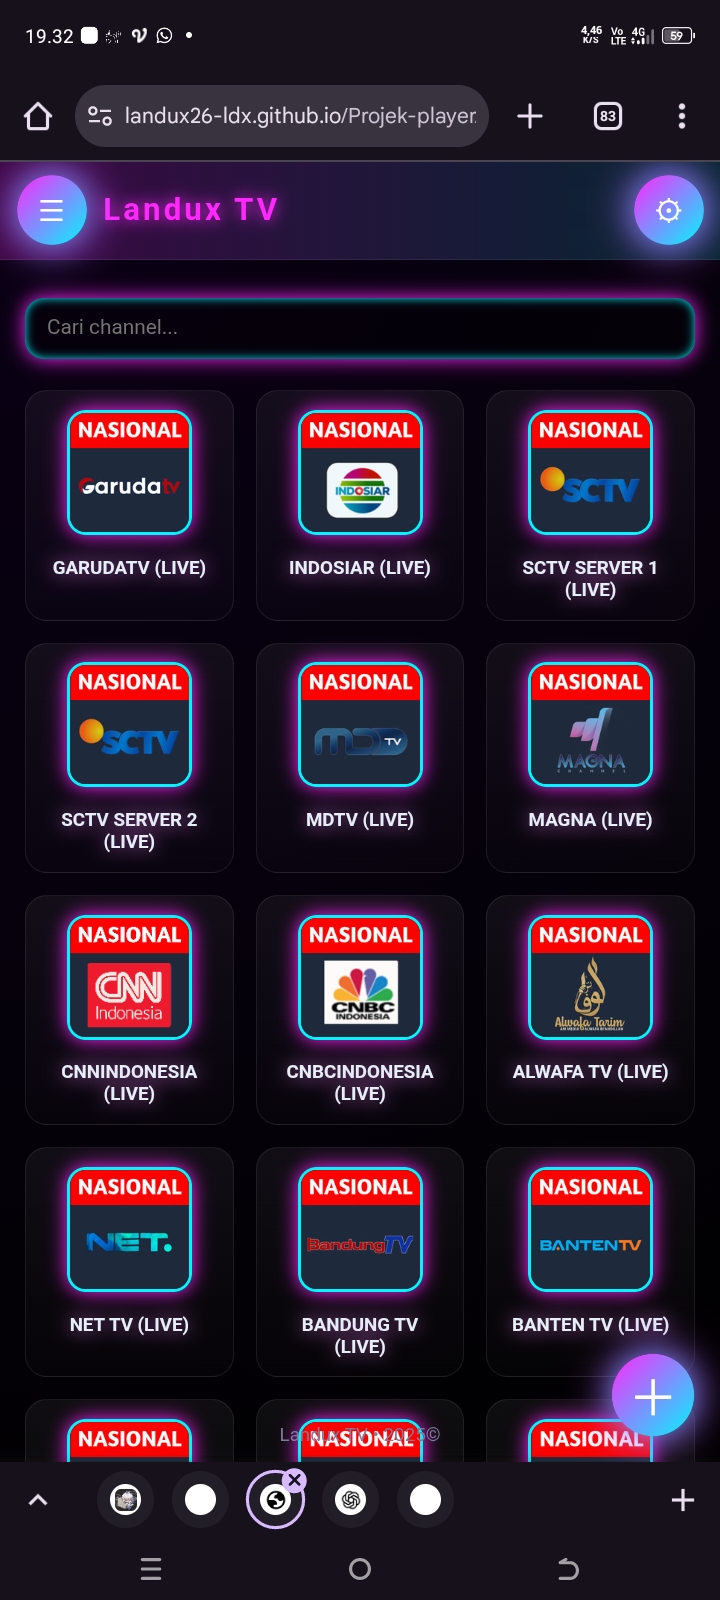 19.32
4,46 K/S Vo LTE 4G 59
landux26-ldx.github.io/Projek-player.
83
Landux TV
Cari channel...
NASIONAL NASIONAL NASIONAL
Garudatv INDOSIAR SCTV
GARUDATV (LIVE) INDOSIAR (LIVE) SCTV SERVER 1
(LIVE)
NASIONAL NASIONAL NASIONAL
SCTV MDTV MAGNA
CHANNEL
SCTV SERVER 2 MDTV (LIVE) MAGNA (LIVE)
(LIVE)
NASIONAL NASIONAL NASIONAL
CNN CNBC Alwafa Tarim
Indonesia INDONESIA
CNNINDONESIA CNBCINDONESIA ALWAFA TV (LIVE)
(LIVE) (LIVE)
NASIONAL NASIONAL NASIONAL
NET. BandungTV BANTENTV
NET TV (LIVE) BANDUNG TV BANTEN TV (LIVE)
(LIVE)
NASIONAL NASIONAL NASIONAL
Landux TV • 2025©